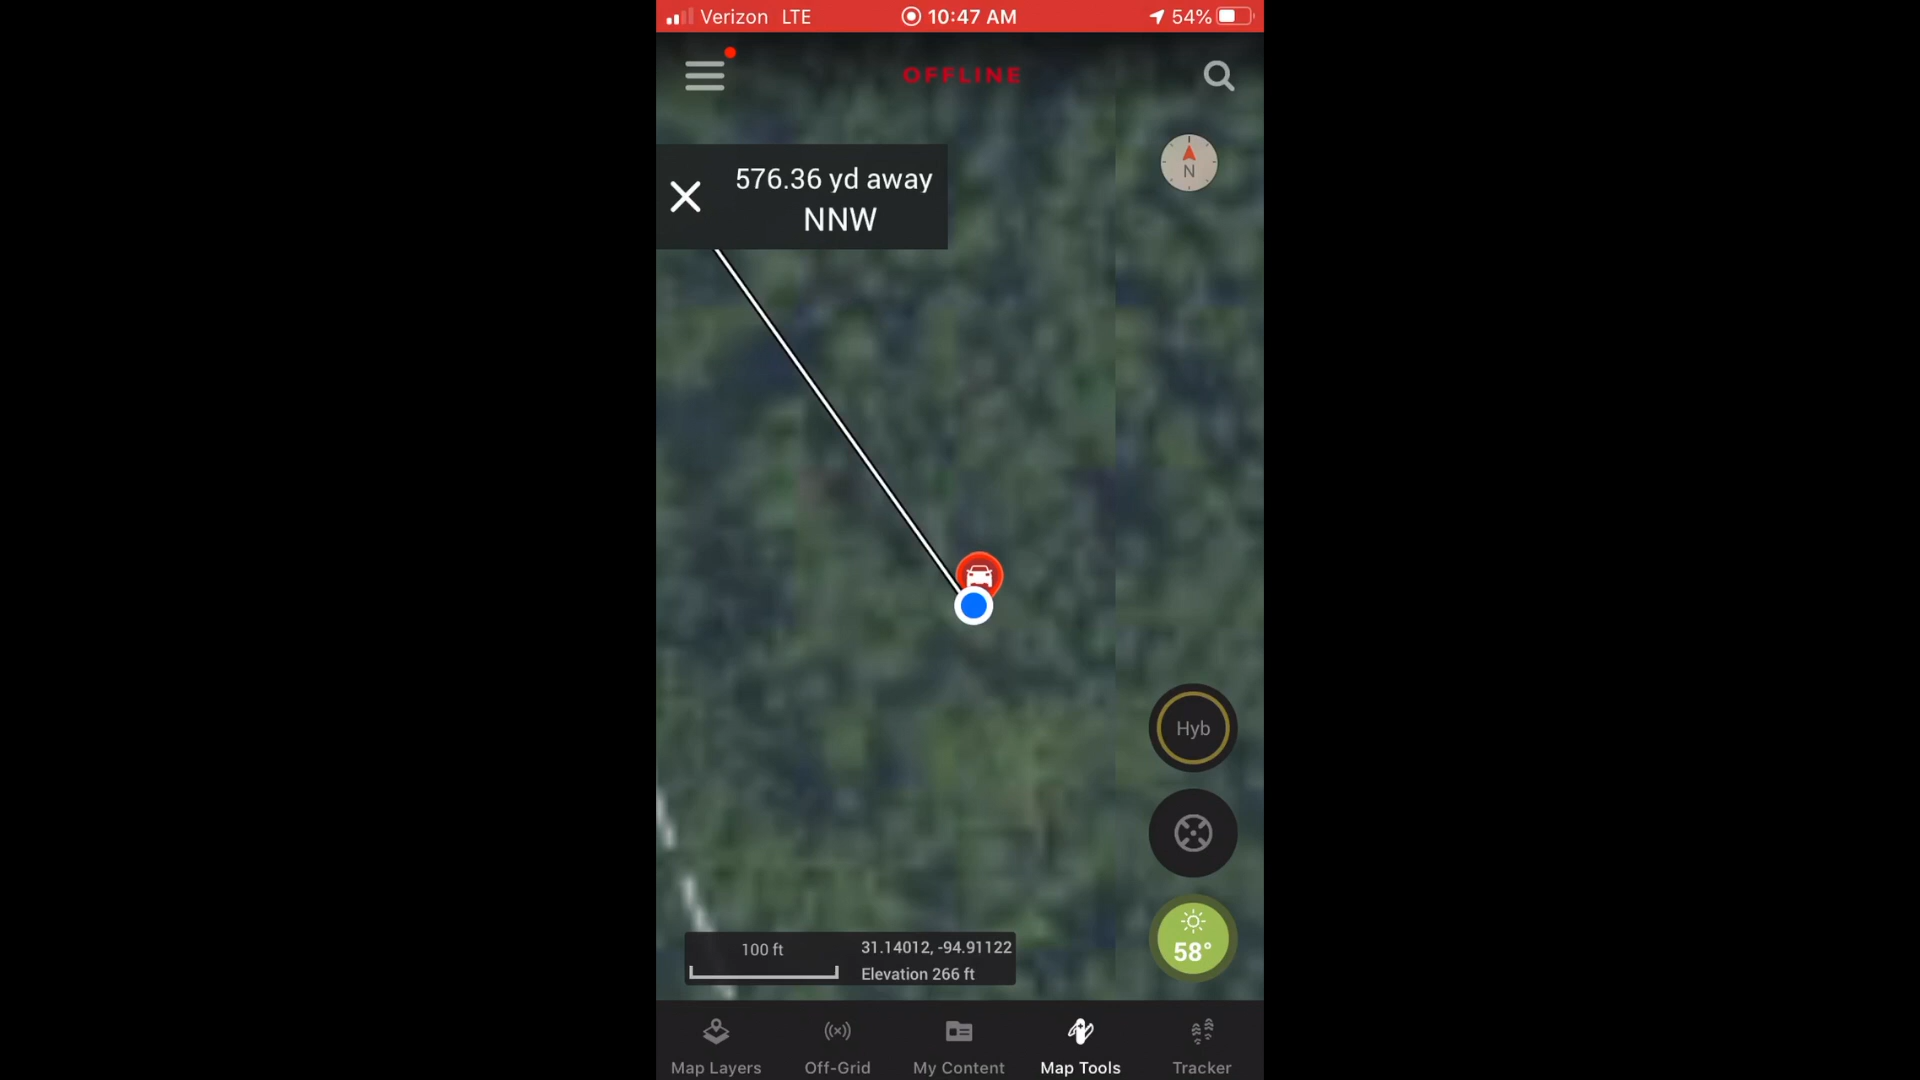 Verizon LTE 10:47 AM 54%
OFFLINE
576.36 yd away
NNW
N
Hyb
58°
100 ft 31.14012, -94.91122
Elevation 266 ft
Map Layers Off-Grid My Content Map Tools Tracker